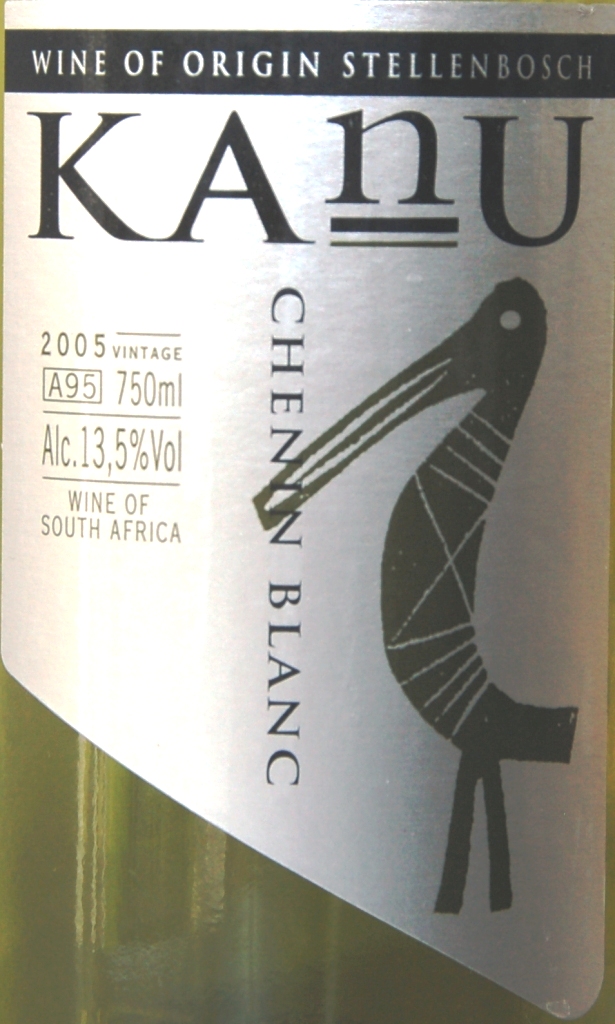 WINE OF ORIGIN STELLENBOSCH
KAnU
2005 VINTAGE
A95 750ml
Alc.13,5%Vol
WINE OF
SOUTH AFRICA
CHENIN BLANC